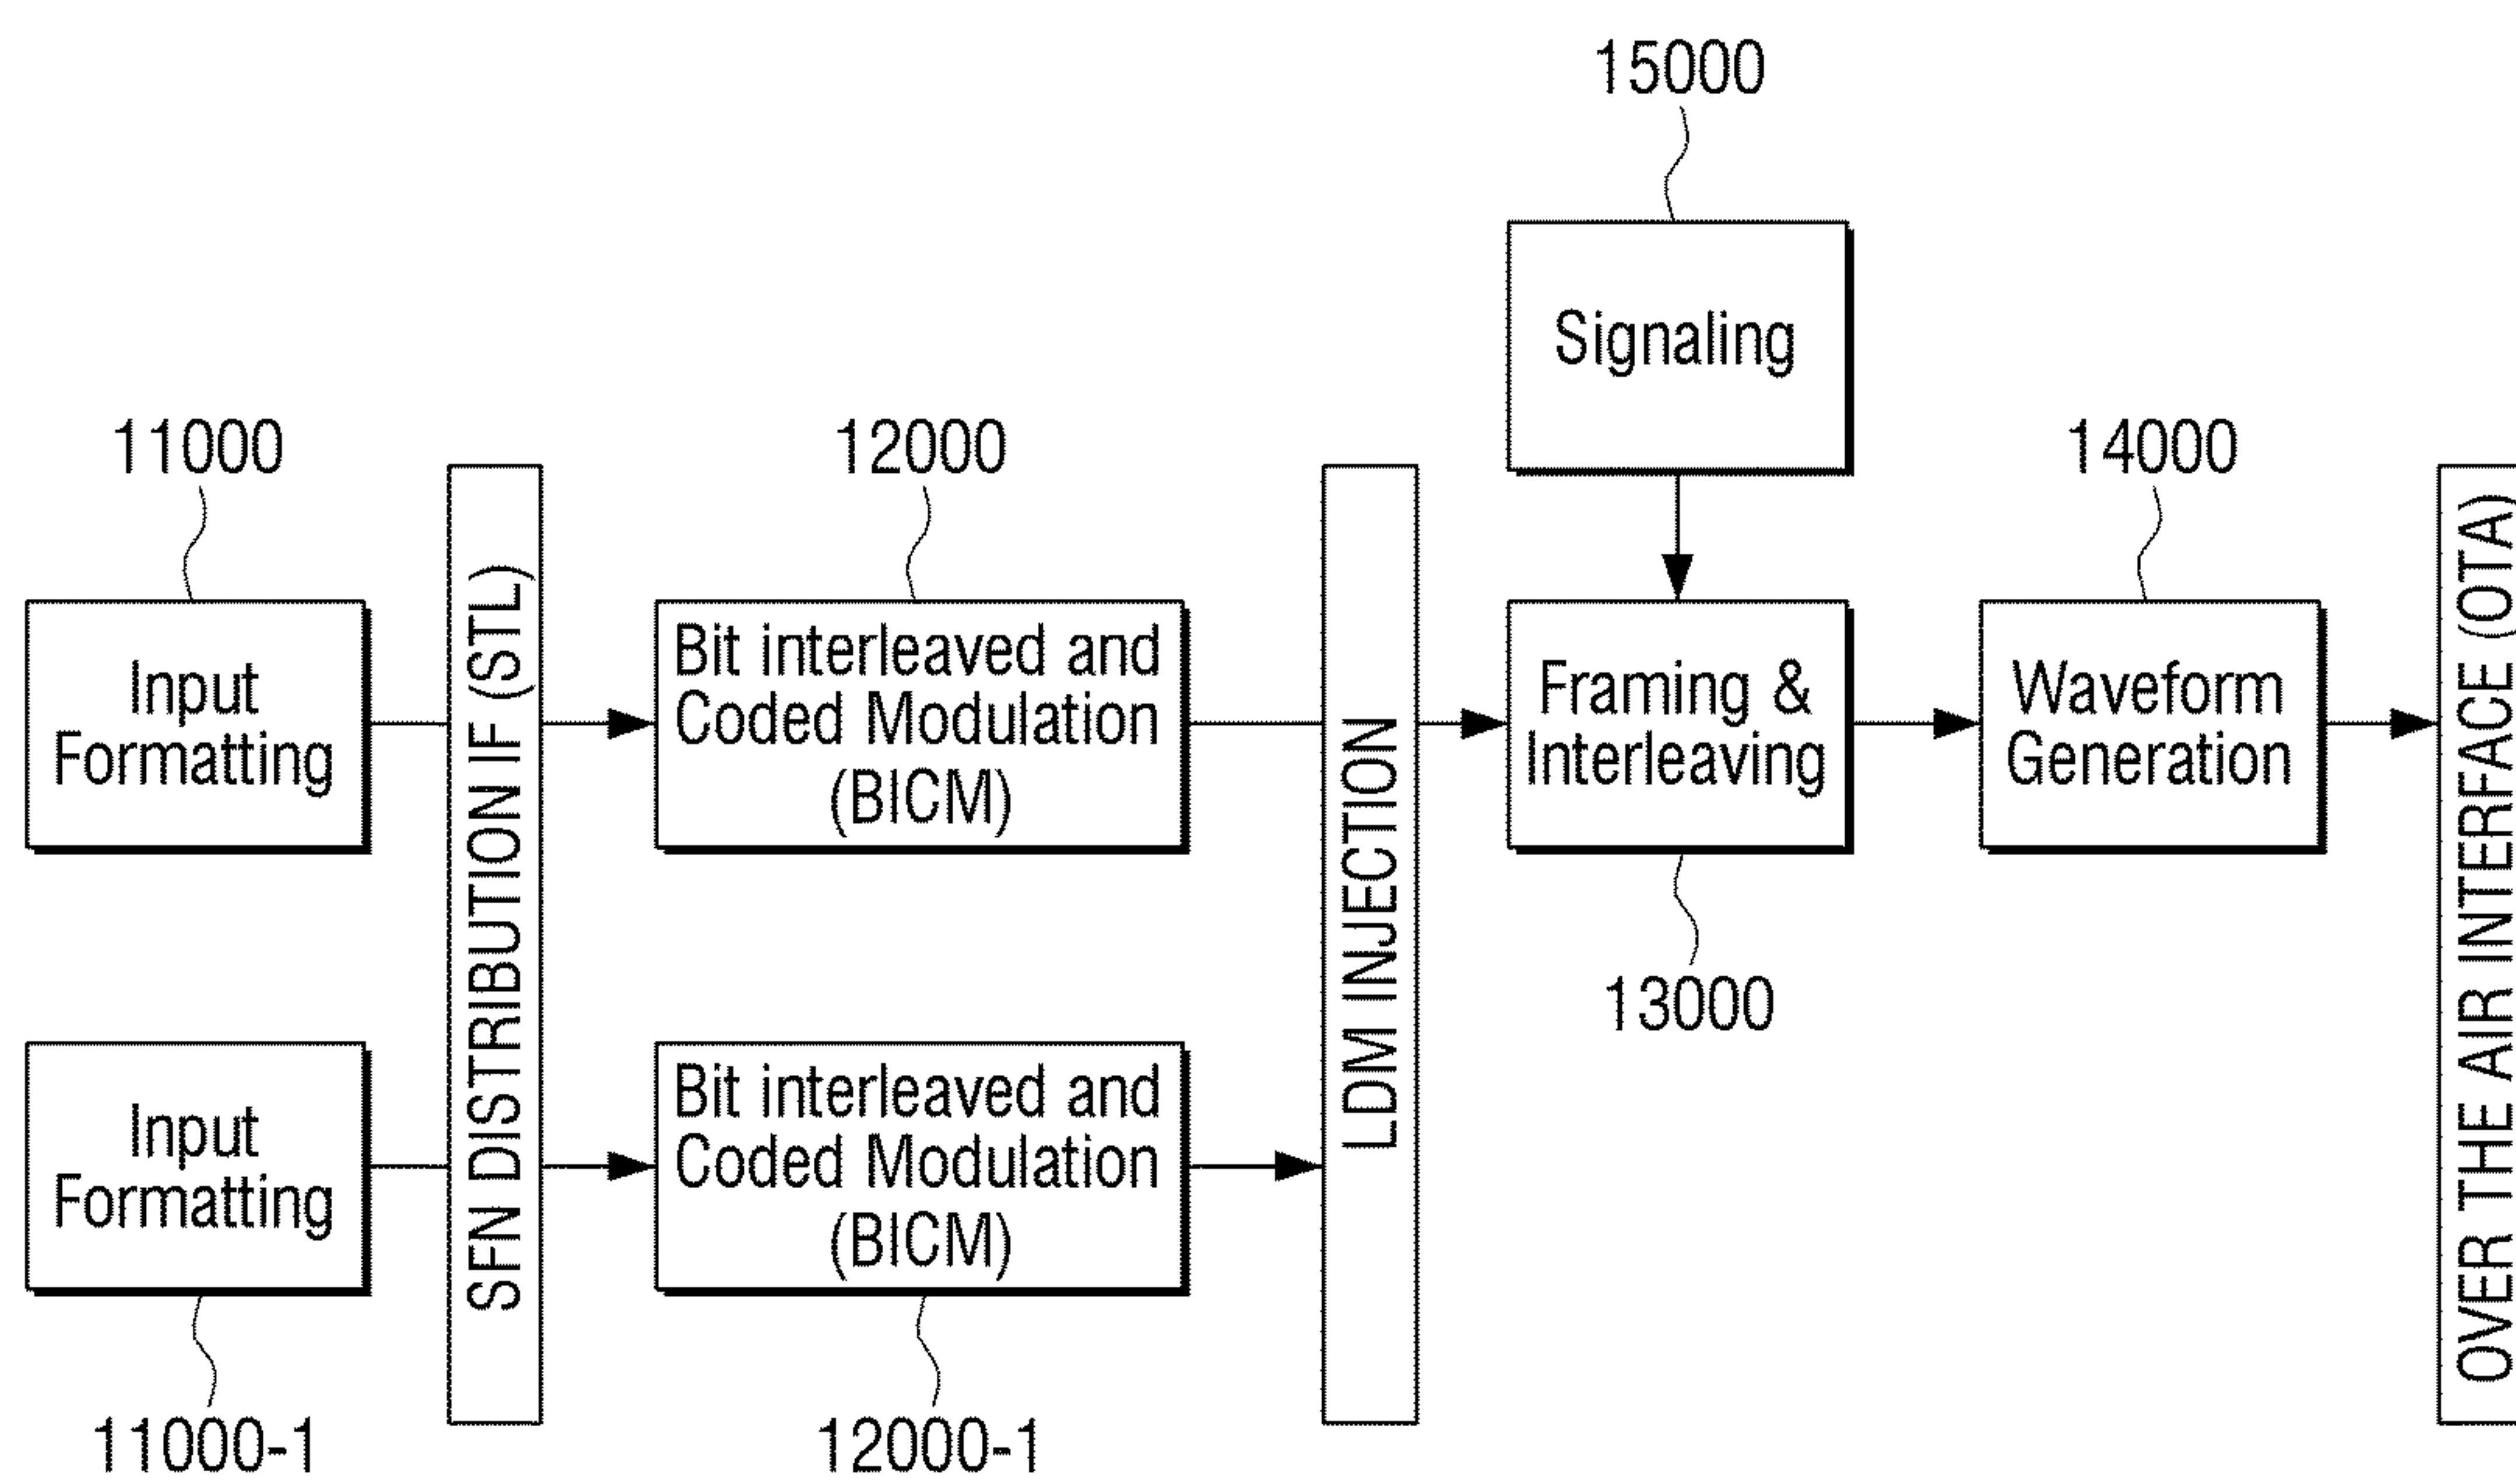 15000
Signaling
11000
12000
14000
Input
Formatting
SFN DISTRIBUTION IF (STL)
Bit interleaved and
Coded Modulation
(BICM)
LDM INJECTION
Framing &
Interleaving
Waveform
Generation
OVER THE AIR INTERFACE (OTA)
13000
Input
Formatting
Bit interleaved and
Coded Modulation
(BICM)
11000-1
12000-1